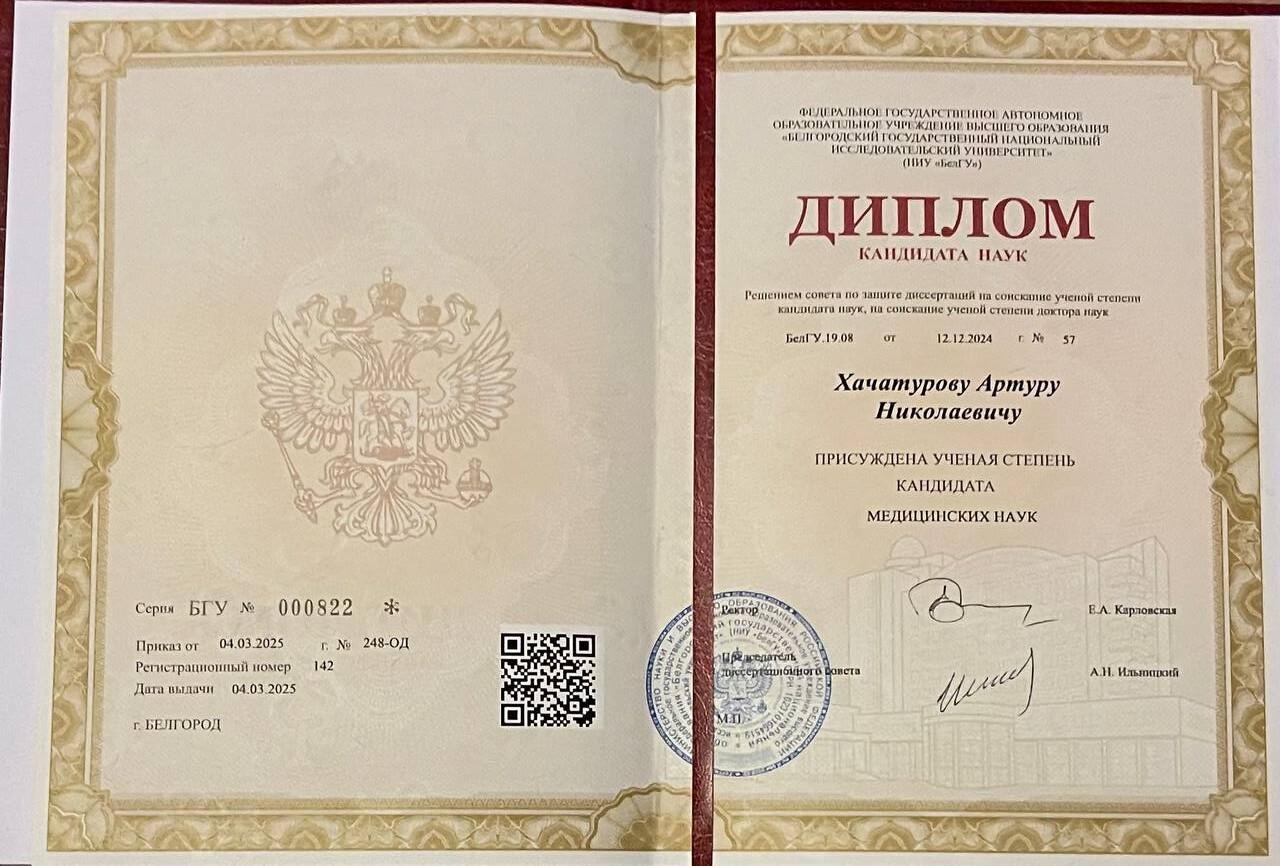 Серия БГУ № 000822 *
Приказ от 04.03.2025 г. № 248-ОД
Регистрационный номер 142
Дата выдачи 04.03.2025
г. БЕЛГОРОД
ФЕДЕРАЛЬНОЕ ГОСУДАРСТВЕННОЕ АВТОНОМНОЕ
ОБРАЗОВАТЕЛЬНОЕ УЧРЕЖДЕНИЕ ВЫСШЕГО ОБРАЗОВАНИЯ
«БЕЛГОРОДСКИЙ ГОСУДАРСТВЕННЫЙ НАЦИОНАЛЬНЫЙ
ИССЛЕДОВАТЕЛЬСКИЙ УНИВЕРСИТЕТ»
(НИУ «БелГУ»)
ДИПЛОМ
КАНДИДАТА НАУК
Решением совета по защите диссертаций на соискание ученой степени
кандидата наук, на соискание ученой степени доктора наук
БелГУ.19.08 от 12.12.2024 г. № 57
Хачатурову Артуру
Николаевичу
ПРИСУЖДЕНА УЧЕНАЯ СТЕПЕНЬ
КАНДИДАТА
МЕДИЦИНСКИХ НАУК
Ректор Е.А. Карловская
Председатель
диссертационного совета А.Н. Ильницкий
М.П.